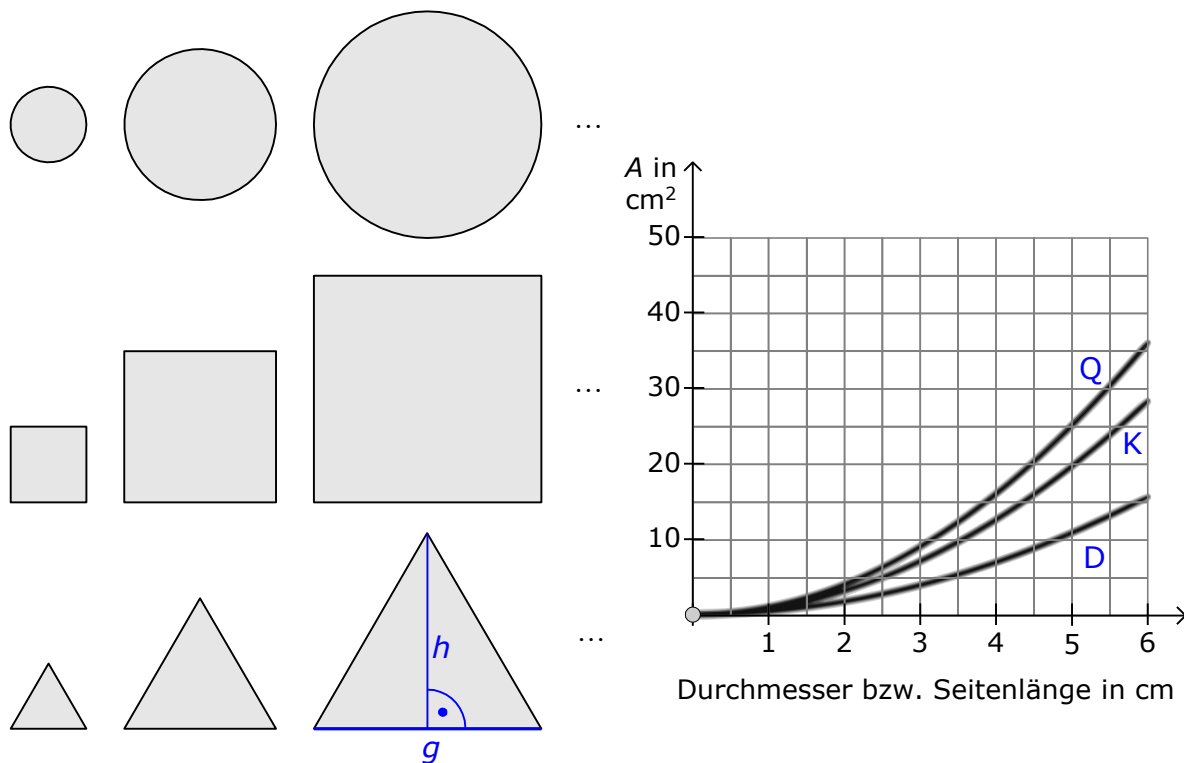 ...
A in
cm²
50
40
...
30
Q
K
20
10
D
h
...
g
1 2 3 4 5 6
Durchmesser bzw. Seitenlänge in cm